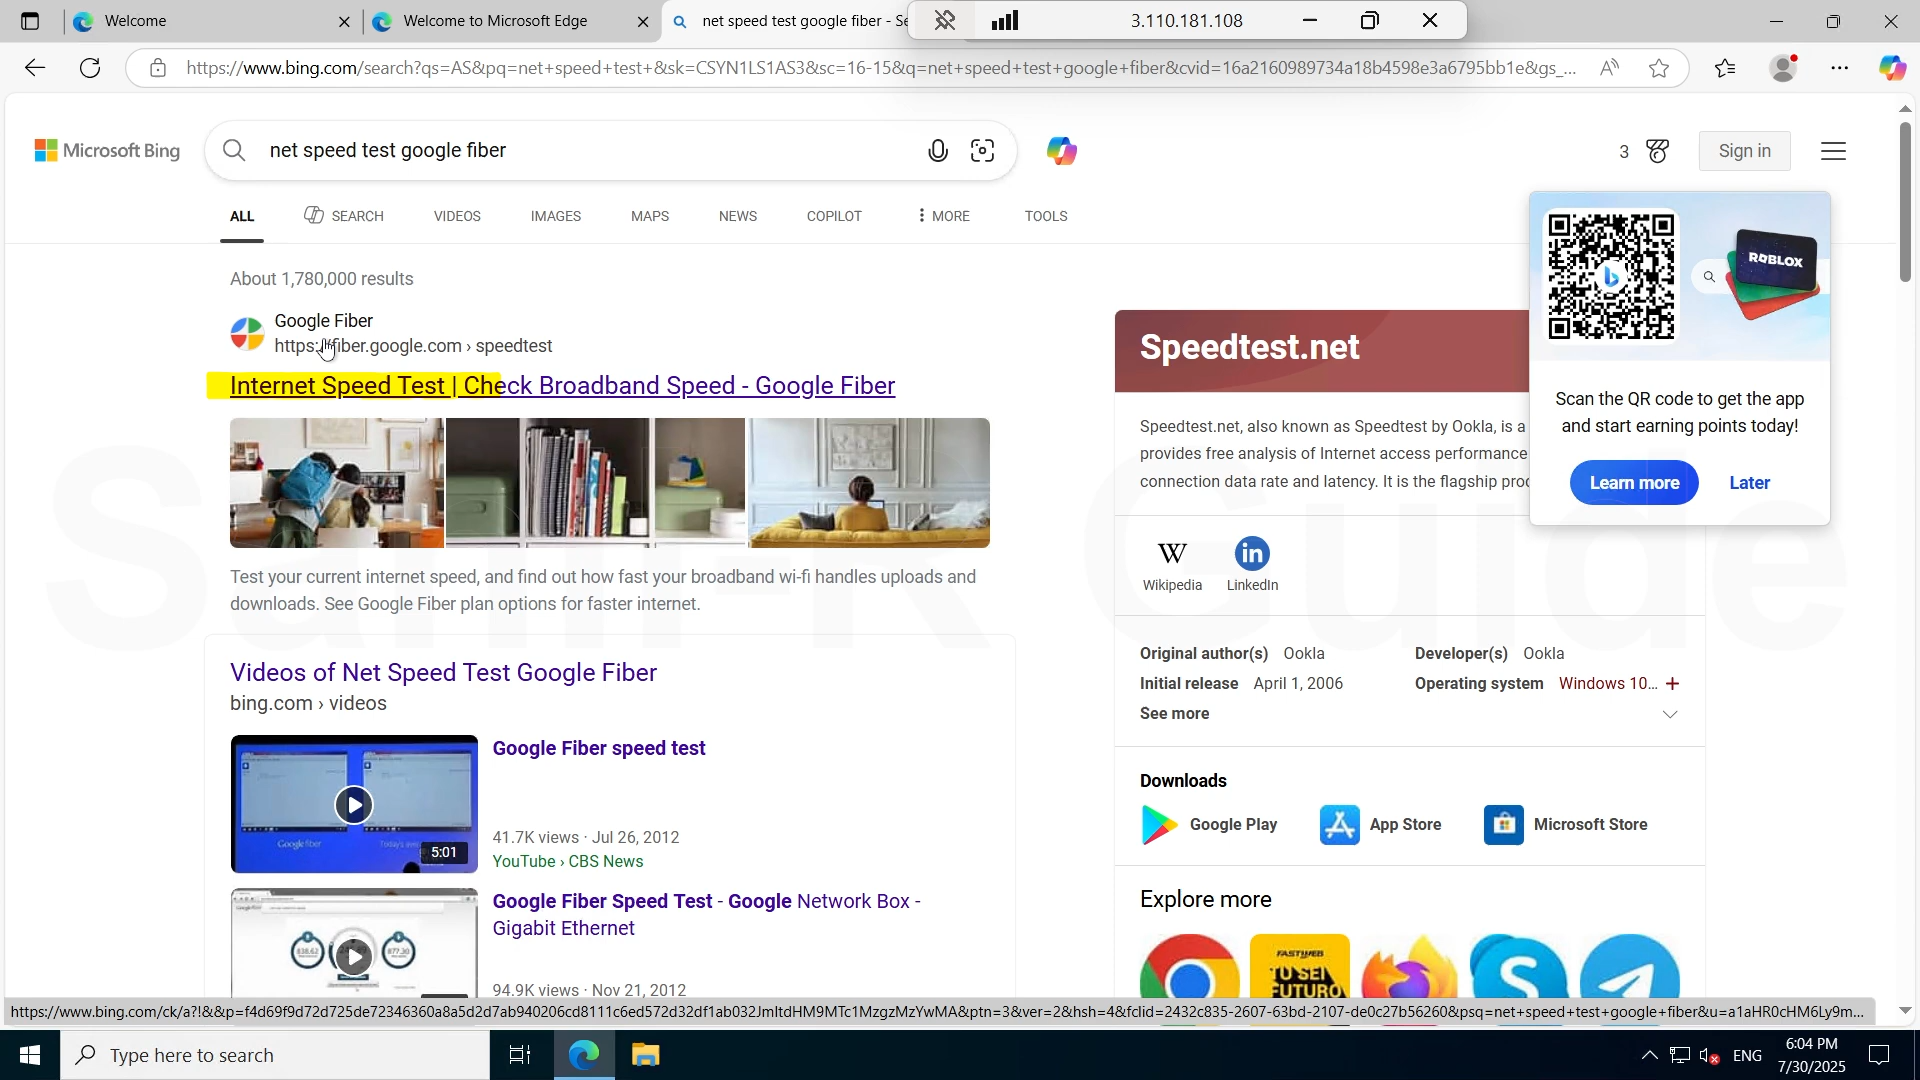 Welcome
Welcome to Microsoft Edge
net speed test google fiber - Se
3.110.181.108
https://www.bing.com/search?qs=AS&pq=net+speed+test+&sk=CSYN1LS1AS3&sc=16-15&q=net+speed+test+google+fiber&cvid=16a2160989734a18b4598e3a6795bb1e&gs_...
Microsoft Bing
net speed test google fiber
3
Sign in
ALL
SEARCH
VIDEOS
IMAGES
MAPS
NEWS
COPILOT
MORE
TOOLS
About 1,780,000 results
Google Fiber
https://fiber.google.com › speedtest
Internet Speed Test | Check Broadband Speed - Google Fiber
Test your current internet speed, and find out how fast your broadband wi-fi handles uploads and
downloads. See Google Fiber plan options for faster internet.
Videos of Net Speed Test Google Fiber
bing.com › videos
Google fiber
5:01
Google Fiber speed test
41.7K views · Jul 26, 2012
YouTube › CBS News
Google Fiber Speed Test - Google Network Box -
Gigabit Ethernet
94.9K views · Nov 21, 2012
Speedtest.net
Speedtest.net, also known as Speedtest by Ookla, is a
provides free analysis of Internet access performance
connection data rate and latency. It is the flagship prod
Wikipedia
LinkedIn
Original author(s) Ookla
Developer(s) Ookla
Initial release April 1, 2006
Operating system Windows 10...
See more
Downloads
Google Play
App Store
Microsoft Store
Explore more
FASTWEB
TU SEI
FUTURO
ROBLOX
Scan the QR code to get the app
and start earning points today!
Learn more
Later
Sami-R Guide
https://www.bing.com/ck/a?!&&p=f4d69f9d72d725de72346360a8a5d2d7ab940206cd8111c6ed572d32df1ab032JmltdHM9MTc1MzgzMzYwMA&ptn=3&ver=2&hsh=4&fclid=2432c835-2607-63bd-2107-de0c27b56260&psq=net+speed+test+google+fiber&u=a1aHR0cHM6Ly9m...
Type here to search
ENG
6:04 PM
7/30/2025